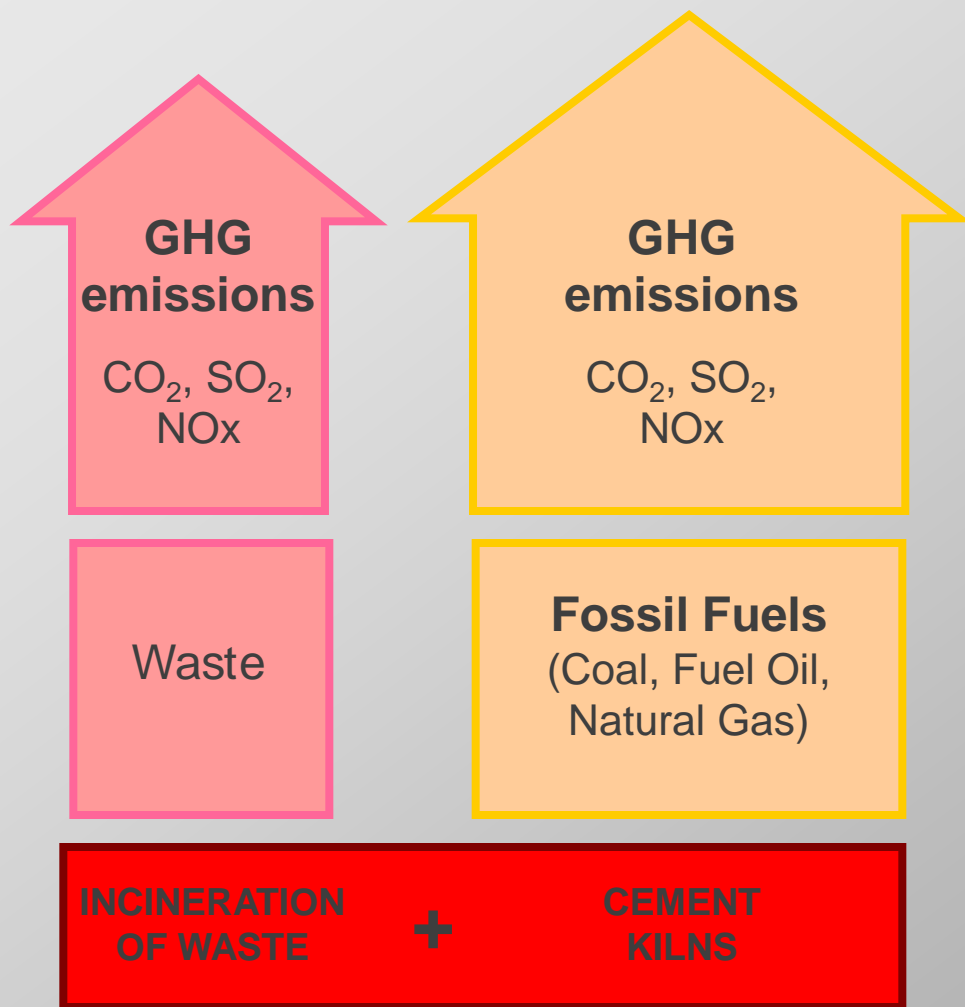 GHG
emissions
CO₂, SO₂,
NOx
GHG
emissions
CO₂, SO₂,
NOx
Waste
Fossil Fuels
(Coal, Fuel Oil,
Natural Gas)
INCINERATION
OF WASTE
+
CEMENT
KILNS